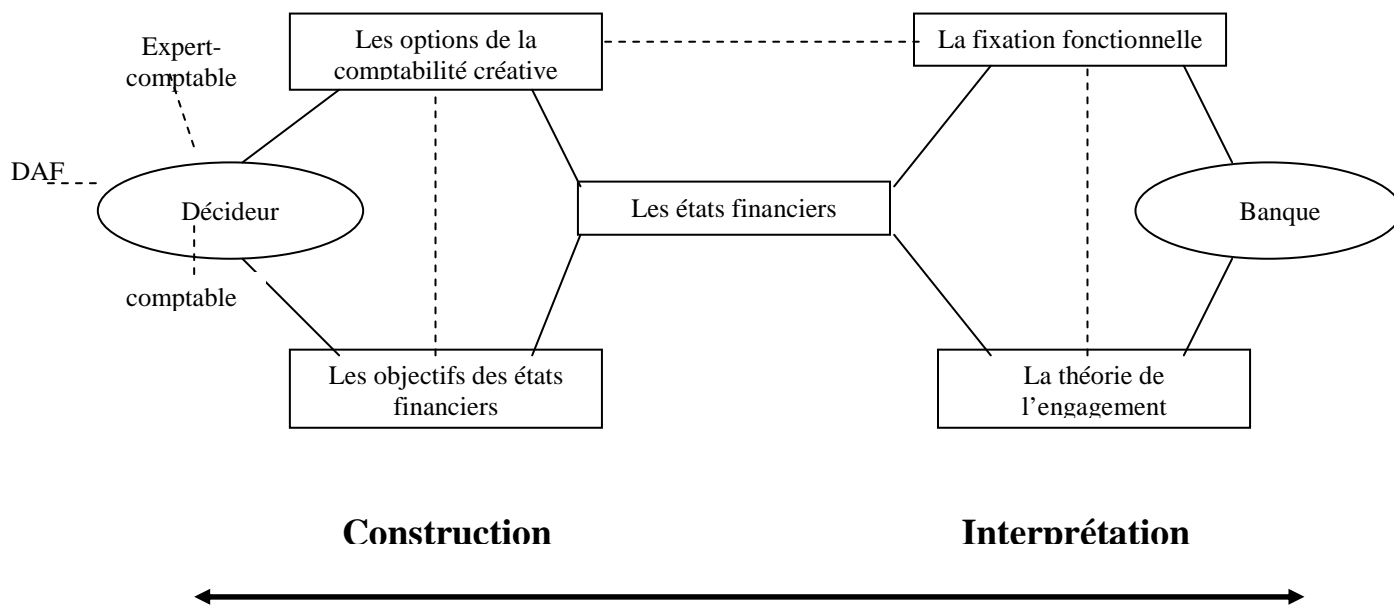 Expert-
comptable
Les options de la
comptabilité créative
La fixation fonctionnelle
DAF
Décideur
Les états financiers
Banque
comptable
Les objectifs des états
financiers
La théorie de
l’engagement
Construction
Interprétation